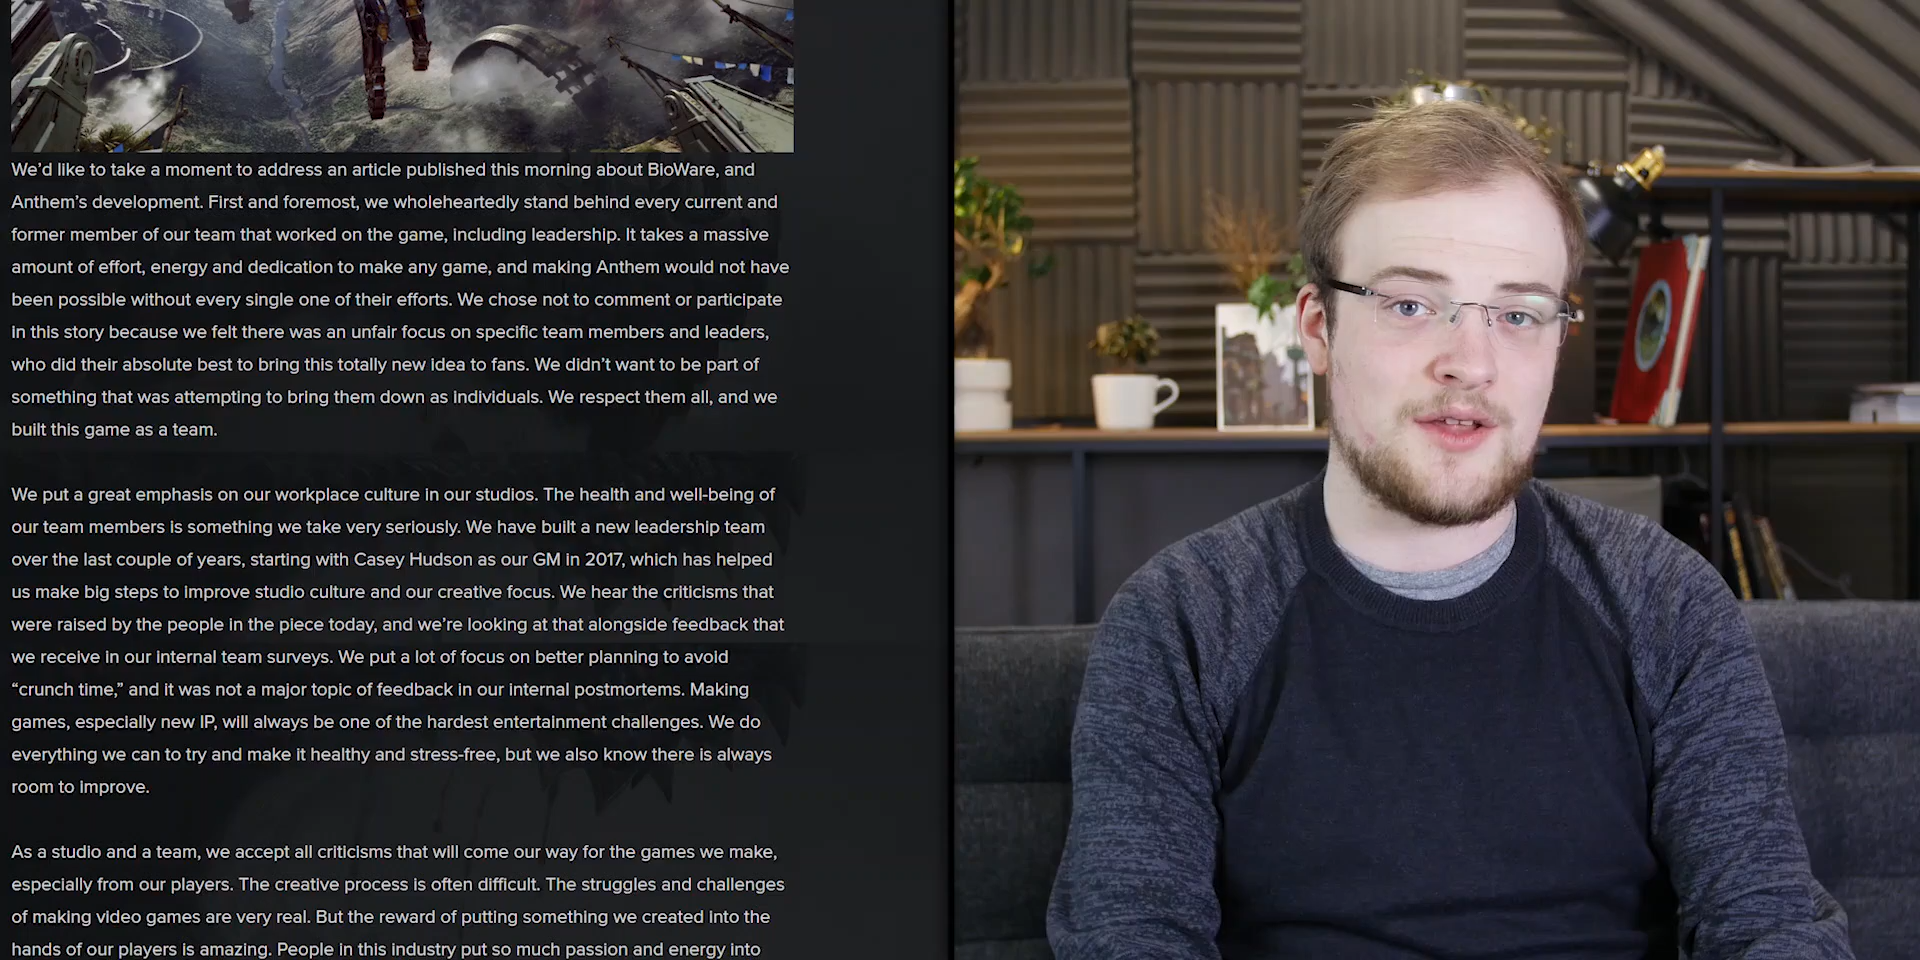 We’d like to take a moment to address an article published this morning about BioWare, and
Anthem’s development. First and foremost, we wholeheartedly stand behind every current and
former member of our team that worked on the game, including leadership. It takes a massive
amount of effort, energy and dedication to make any game, and making Anthem would not have
been possible without every single one of their efforts. We chose not to comment or participate
in this story because we felt there was an unfair focus on specific team members and leaders,
who did their absolute best to bring this totally new idea to fans. We didn’t want to be part of
something that was attempting to bring them down as individuals. We respect them all, and we
built this game as a team.
We put a great emphasis on our workplace culture in our studios. The health and well-being of
our team members is something we take very seriously. We have built a new leadership team
over the last couple of years, starting with Casey Hudson as our GM in 2017, which has helped
us make big steps to improve studio culture and our creative focus. We hear the criticisms that
were raised by the people in the piece today, and we’re looking at that alongside feedback that
we receive in our internal team surveys. We put a lot of focus on better planning to avoid
“crunch time,” and it was not a major topic of feedback in our internal postmortems. Making
games, especially new IP, will always be one of the hardest entertainment challenges. We do
everything we can to try and make it healthy and stress-free, but we also know there is always
room to improve.
As a studio and a team, we accept all criticisms that will come our way for the games we make,
especially from our players. The creative process is often difficult. The struggles and challenges
of making video games are very real. But the reward of putting something we created into the
hands of our players is amazing. People in this industry put so much passion and energy into